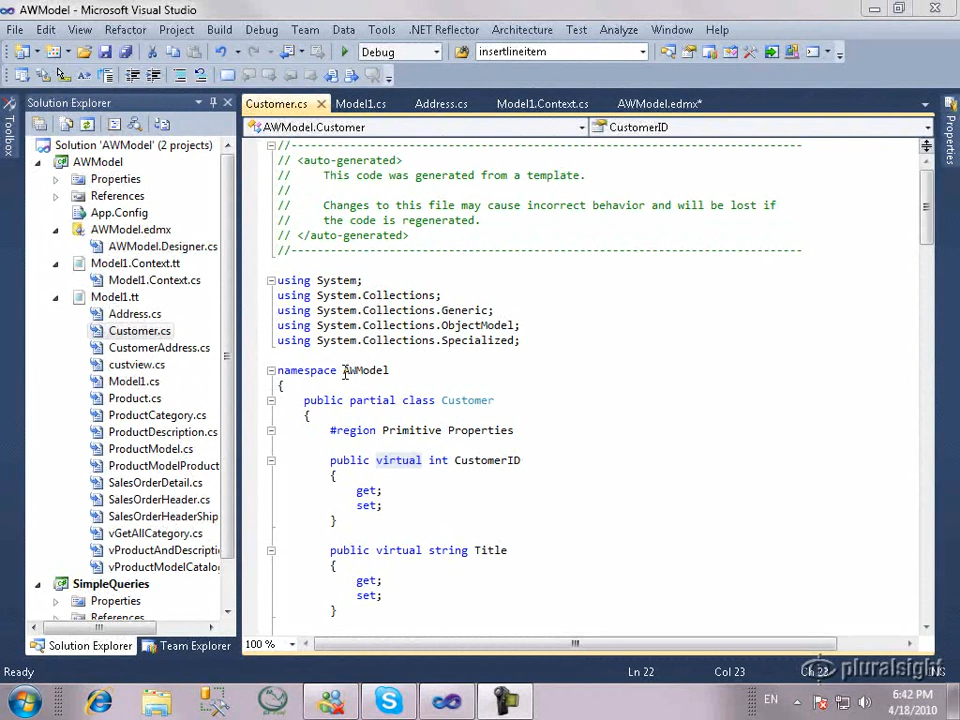 AWModel - Microsoft Visual Studio
File Edit View Refactor Project Build Debug Team Data Tools .NET Reflector Architecture Test Analyze Window Help
Debug insertlineitem
Solution Explorer
Customer.cs Model1.cs Address.cs Model1.Context.cs AWModel.edmx*
AWModel.Customer CustomerID
Toolbox
Properties
Solution 'AWModel' (2 projects)
AWModel
Properties
References
App.Config
AWModel.edmx
AWModel.Designer.cs
Model1.Context.tt
Model1.Context.cs
Model1.tt
Address.cs
Customer.cs
CustomerAddress.cs
custview.cs
Model1.cs
Product.cs
ProductCategory.cs
ProductDescription.cs
ProductModel.cs
ProductModelProduct
SalesOrderDetail.cs
SalesOrderHeader.cs
SalesOrderHeaderShip
vGetAllCategory.cs
vProductAndDescripti
vProductModelCatalo
SimpleQueries
Properties
References
Solution Explorer Team Explorer
//------------------------------------------------------------------------------
// <auto-generated>
//     This code was generated from a template.
//
//     Changes to this file may cause incorrect behavior and will be lost if
//     the code is regenerated.
// </auto-generated>
//------------------------------------------------------------------------------
using System;
using System.Collections;
using System.Collections.Generic;
using System.Collections.ObjectModel;
using System.Collections.Specialized;
namespace AWModel
{
public partial class Customer
{
#region Primitive Properties
public virtual int CustomerID
{
get;
set;
}
public virtual string Title
{
get;
set;
}
100 %
Ready Ln 22 Col 23 Ch 22 INS
pluralsight
EN 6:42 PM
4/18/2010